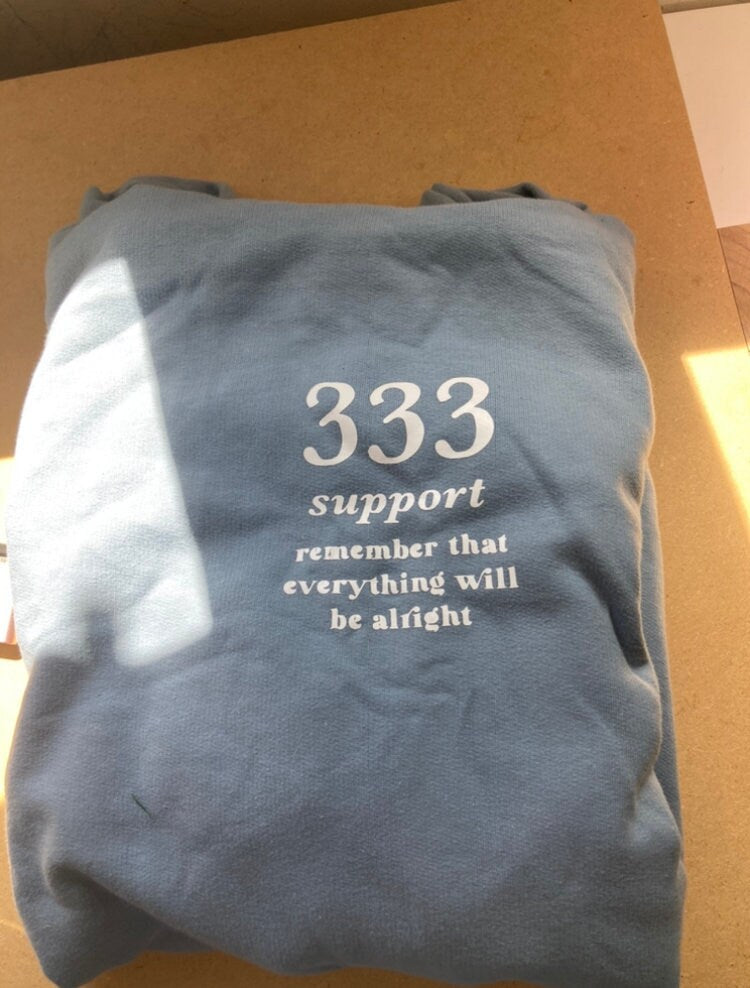 333
support
remember that
everything will
be alright